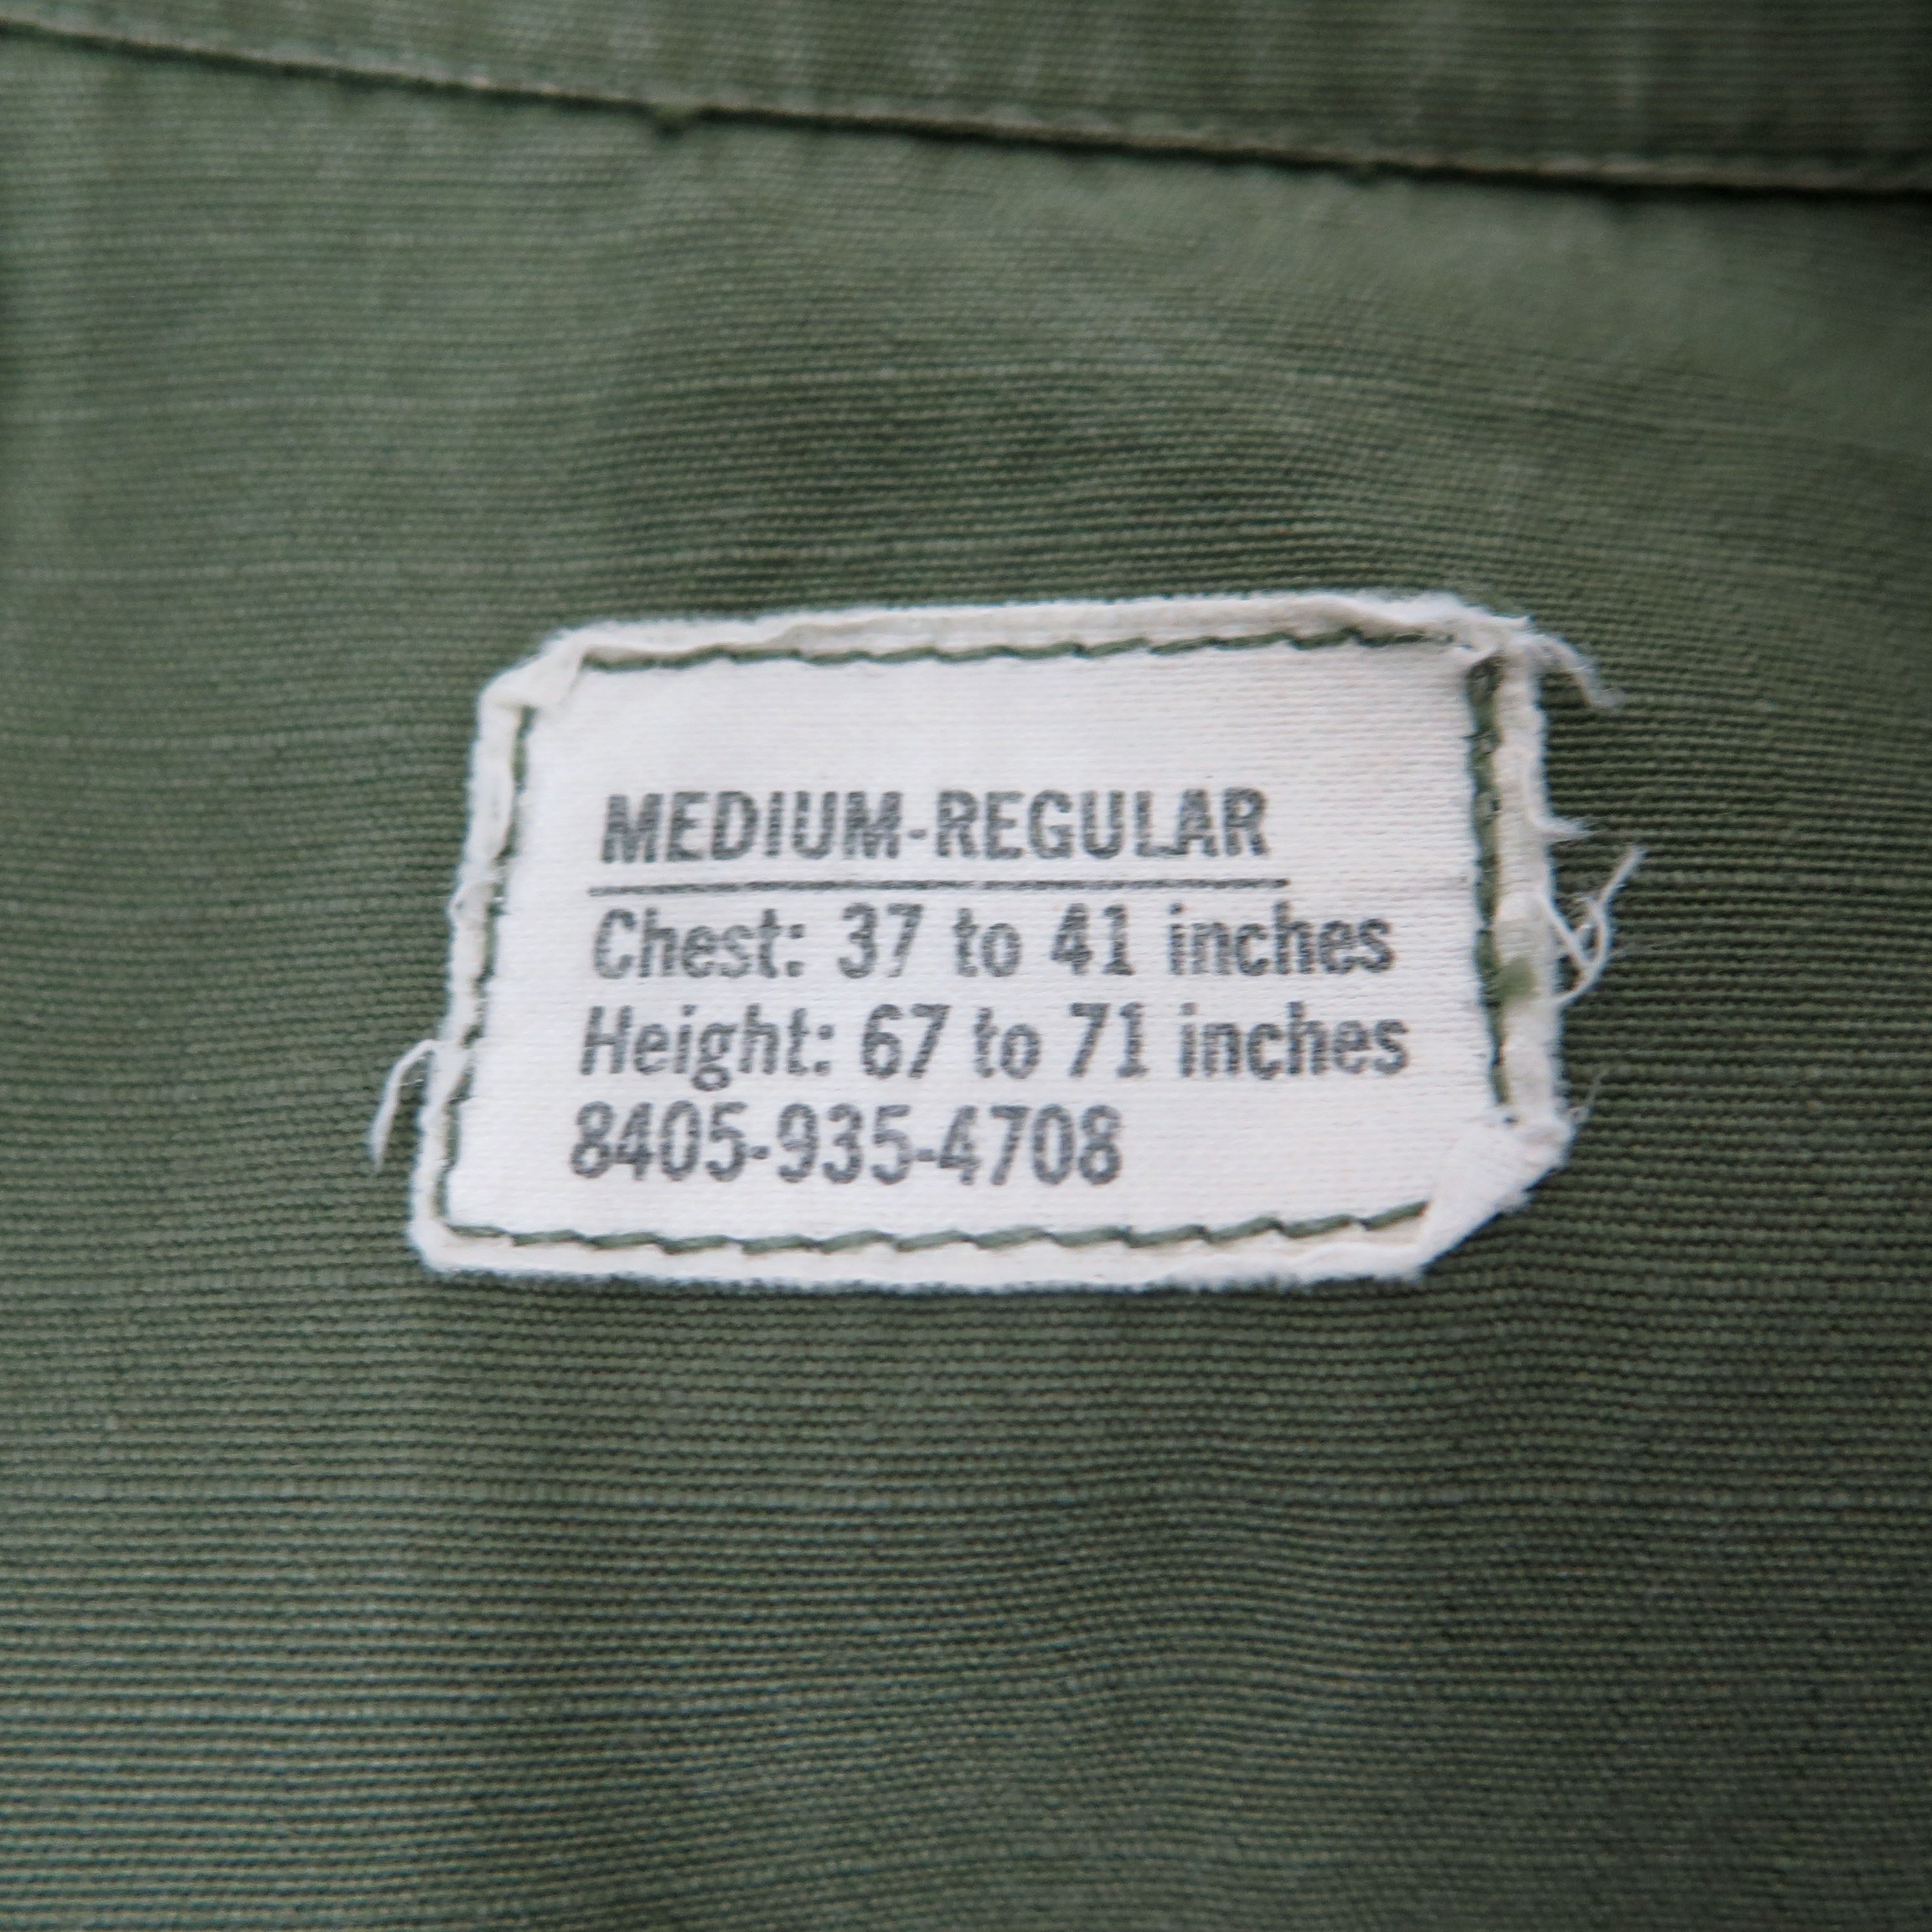 MEDIUM-REGULAR
Chest: 37 to 41 inches
Height: 67 to 71 inches
8405-935-4708